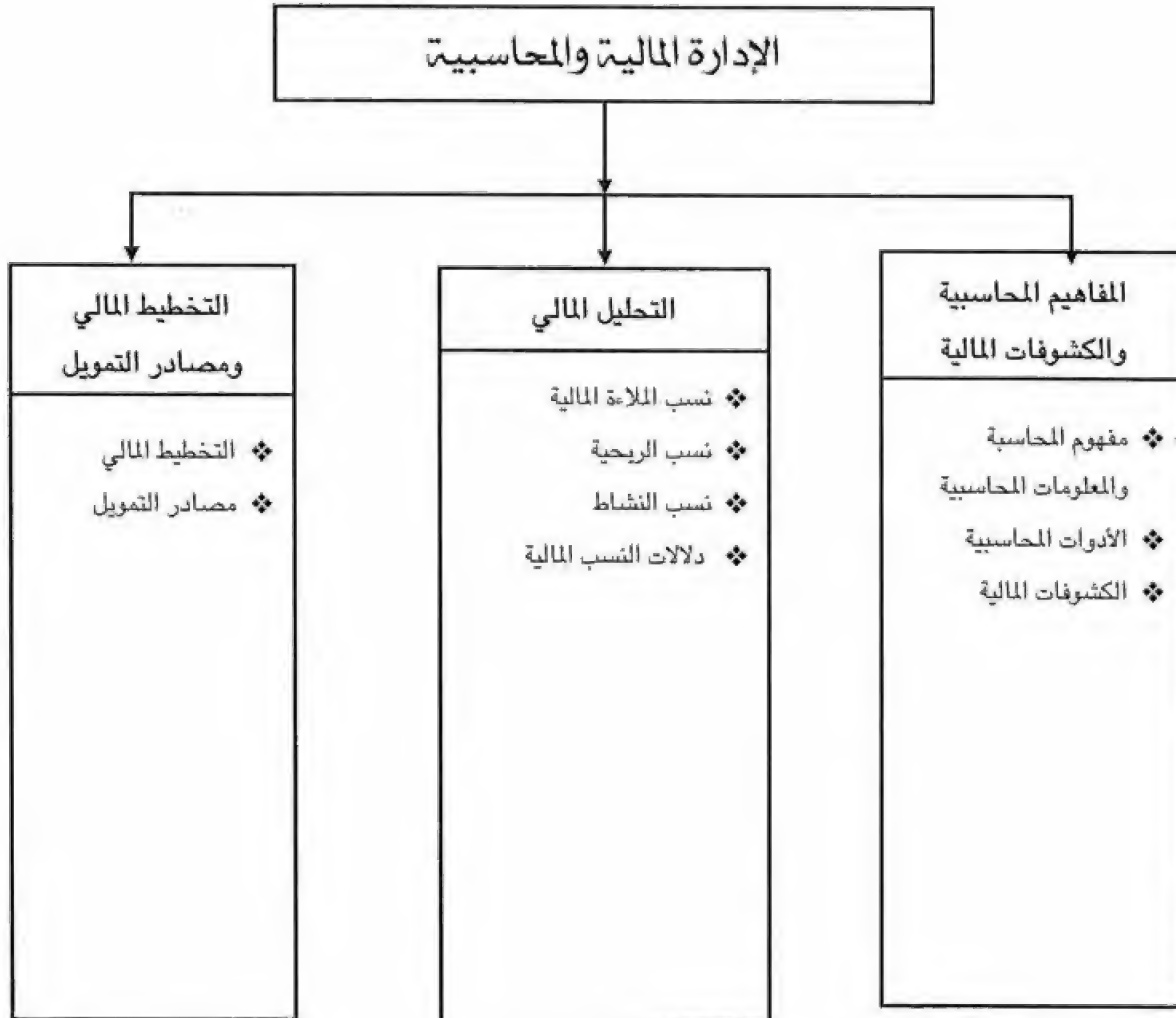 الإدارة المالية والمحاسبية
المفاهيم المحاسبية
والكشوفات المالية
❖ مفهوم المحاسبة
والمعلومات المحاسبية
❖ الأدوات المحاسبية
❖ الكشوفات المالية
التحليل المالي
❖ نسب الملاءة المالية
❖ نسب الربحية
❖ نسب النشاط
❖ دلالات النسب المالية
التخطيط المالي
ومصادر التمويل
❖ التخطيط المالي
❖ مصادر التمويل